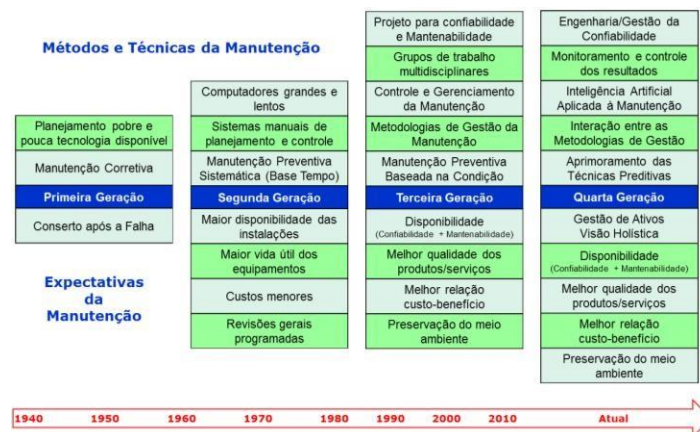 Métodos e Técnicas da Manutenção
Planejamento pobre e
pouca tecnologia disponível
Manutenção Corretiva
Primeira Geração
Conserto após a Falha
Expectativas
da
Manutenção
Computadores grandes e
lentos
Sistemas manuais de
planejamento e controle
Manutenção Preventiva
Sistemática (Base Tempo)
Segunda Geração
Maior disponibilidade das
instalações
Maior vida útil dos
equipamentos
Custos menores
Revisões gerais
programadas
Projeto para confiabilidade
e Mantenabilidade
Grupos de trabalho
multidisciplinares
Controle e Gerenciamento
da Manutenção
Metodologias de Gestão da
Manutenção
Manutenção Preventiva
Baseada na Condição
Terceira Geração
Disponibilidade
(Confiabilidade + Mantenabilidade)
Melhor qualidade dos
produtos/serviços
Melhor relação
custo-benefício
Preservação do meio
ambiente
Engenharia/Gestão da
Confiabilidade
Monitoramento e controle
dos resultados
Inteligência Artificial
Aplicada à Manutenção
Interação entre as
Metodologias de Gestão
Aprimoramento das
Técnicas Preditivas
Quarta Geração
Gestão de Ativos
Visão Holística
Disponibilidade
(Confiabilidade + Mantenabilidade)
Melhor qualidade dos
produtos/serviços
Melhor relação
custo-benefício
Preservação do meio
ambiente
1940 1950 1960 1970 1980 1990 2000 2010 Atual